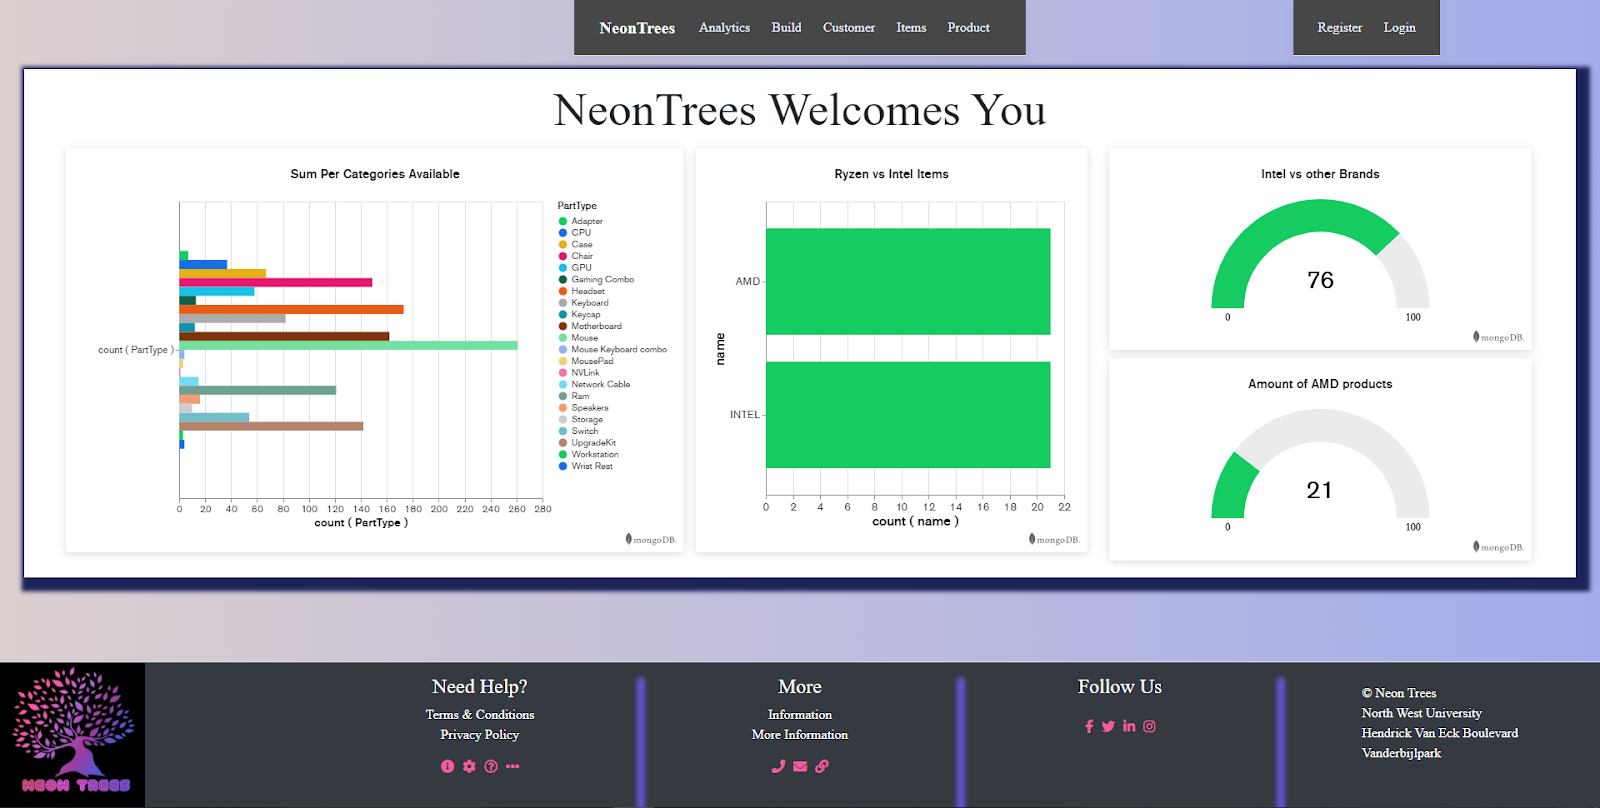 NeonTrees Analytics Build Customer Items Product
Register Login
NeonTrees Welcomes You
Sum Per Categories Available
PartType
Adapter
CPU
Case
Chair
GPU
Gaming Combo
Headset
Keyboard
Keycap
Motherboard
Mouse
Mouse Keyboard combo
MousePad
NVLink
Network Cable
Ram
Speakers
Storage
Switch
UpgradeKit
Workstation
Wrist Rest
count ( PartType )
0 20 40 60 80 100 120 140 160 180 200 220 240 260 280
count ( PartType )
mongoDB.
Ryzen vs Intel Items
name
AMD
INTEL
0 2 4 6 8 10 12 14 16 18 20 22
count ( name )
mongoDB.
Intel vs other Brands
76
0 100
mongoDB.
Amount of AMD products
21
0 100
mongoDB.
NEON TREES
Need Help?
Terms & Conditions
Privacy Policy
More
Information
More Information
Follow Us
© Neon Trees
North West University
Hendrick Van Eck Boulevard
Vanderbijlpark